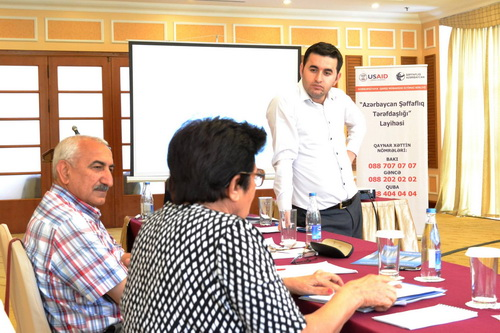 USAID
"Azərbaycan Şəffaflıq
Tərəfdaşlığı"
Layihəsi
QAYNAR XƏTTİN
NÖMRƏLƏRİ:
BAKI
088 707 07 07
GƏNCƏ
088 202 02 02
QUBA
404 04 04